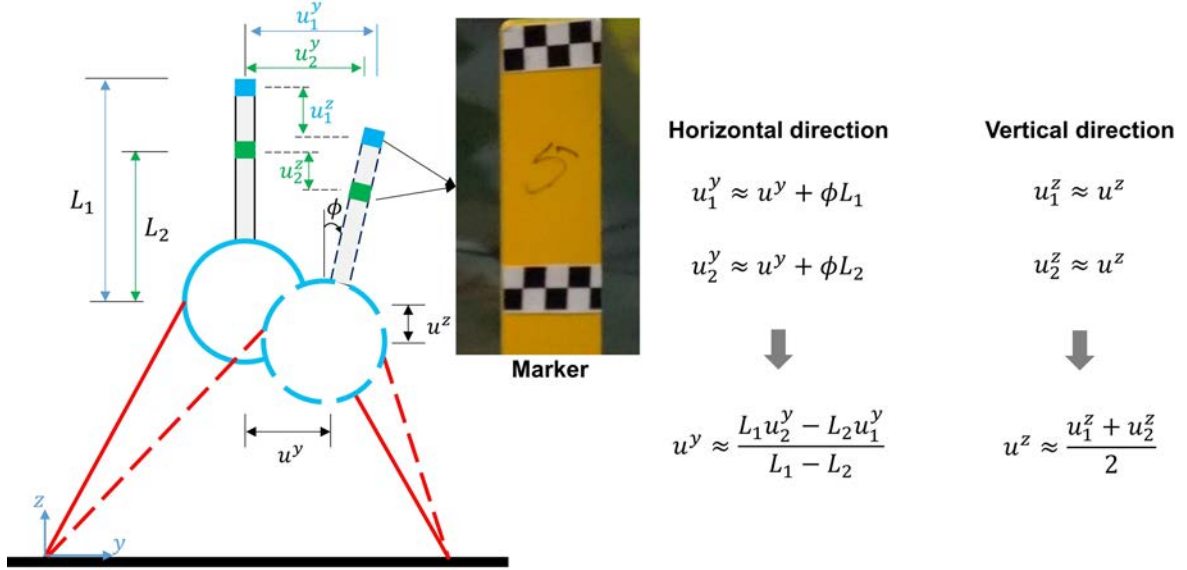 u₁ʸ
u₂ʸ
u₁ᶻ
u₂ᶻ
L₁
L₂
ϕ
uᶻ
uʸ
z
y
5
Marker
Horizontal direction
u₁ʸ ≈ uʸ + ϕL₁
u₂ʸ ≈ uʸ + ϕL₂
uʸ ≈ (L₁u₂ʸ − L₂u₁ʸ) / (L₁ − L₂)
Vertical direction
u₁ᶻ ≈ uᶻ
u₂ᶻ ≈ uᶻ
uᶻ ≈ (u₁ᶻ + u₂ᶻ) / 2